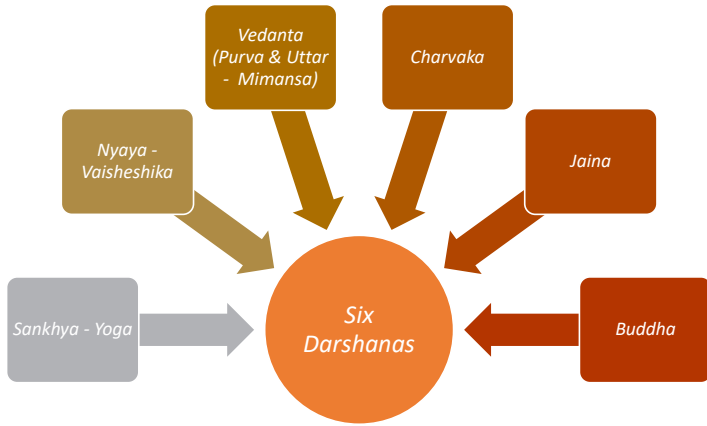 Vedanta
(Purva & Uttar
- Mimansa)
Charvaka
Nyaya -
Vaisheshika
Jaina
Sankhya - Yoga
Six
Darshanas
Buddha